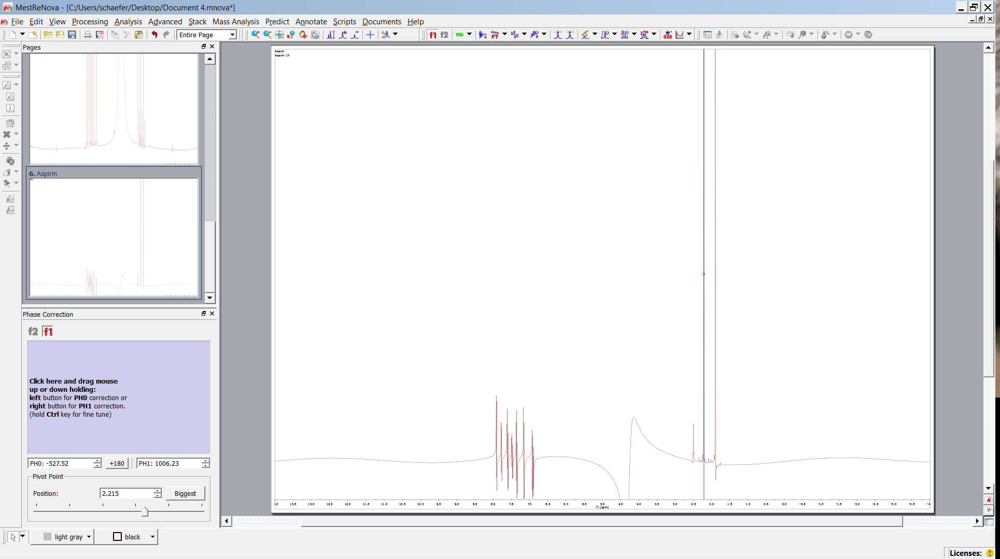 MestReNova - [C:/Users/schaefer/Desktop/Document 4.mnova*]
File Edit View Processing Analysis Advanced Stack Mass Analysis Predict Annotate Scripts Documents Help
Entire Page
f1 f2 FID FT GSD
Pages
6. Aspirin
Aspirin
Aspirin 1h
Phase Correction
f2 f1
Click here and drag mouse
up or down holding:
left button for PH0 correction or
right button for PH1 correction.
(hold Ctrl key for fine tune)
PH0: -527.52 +180 PH1: 1006.23
Pivot Point
Position: 2.215 Biggest
13.5 13.0 12.5 12.0 11.5 11.0 10.5 10.0 9.5 9.0 8.5 8.0 7.5 7.0 6.5 6.0 5.5 5.0 4.5 4.0 3.5 3.0 2.5 2.0 1.5 1.0 0.5 0.0 -0.5 -1.0 -1.5 -2.0 -2.5 -3.0 -3.5 -4
f1 (ppm)
light gray black
Licenses: